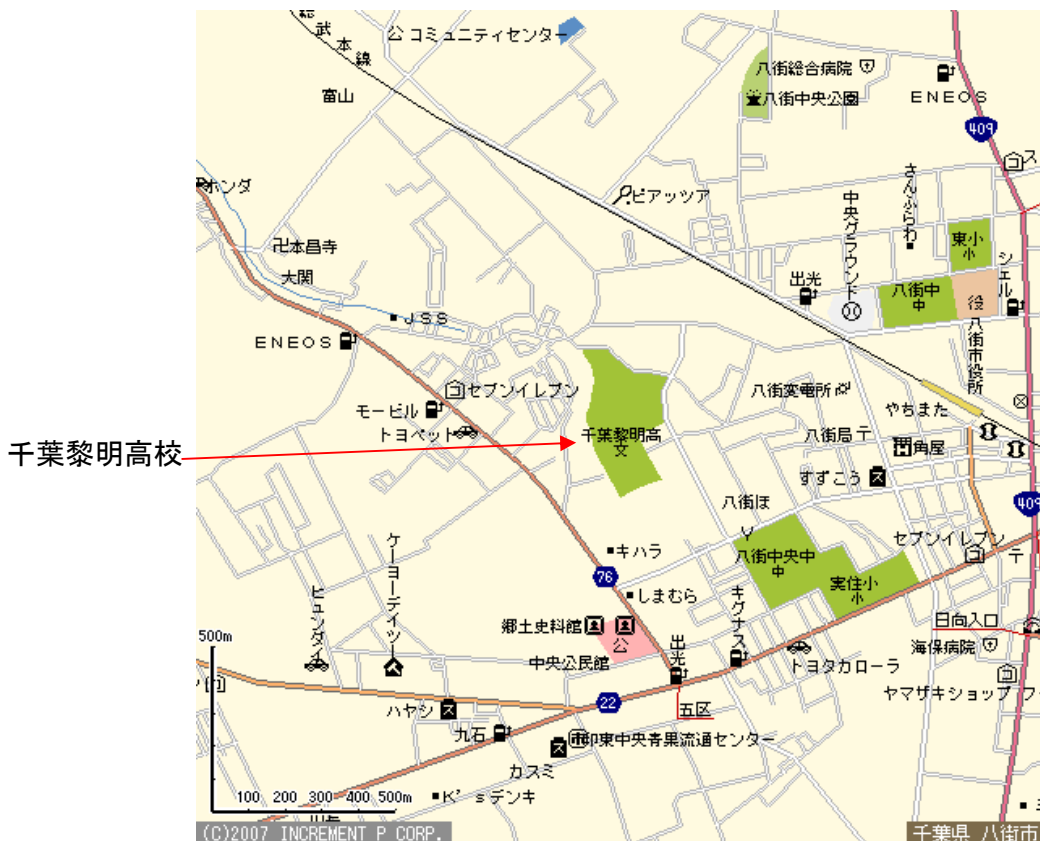 総武本線
公 コミュニティセンター
八街総合病院
富山
八街中央公園
ENEOS
409
ホンダ
ピアッツア
さんぶらわ
中央グラウンド
卍本昌寺
東小
小
シェル
大関
出光
八街中
中
役
八街市役所
JSS
ENEOS
セブンイレブン
八街変電所
モービル
やちまた
トヨペット
千葉黎明高
文
千葉黎明高校
八街局〒
角屋
すずこう
八街ほ
409
セブンイレブン
〒
キハラ
八街中央中
中
ケーヨーデイツー
76
実住小
小
しまむら
キグナス
ヒュンダイ
500m
郷土史料館
公
日向入口
中央公民館
出光
海保病院
トヨタカローラ
ヤマザキショップ
22
五区
ハヤシ
九石
印東中央青果流通センター
カスミ
100 200 300 400 500m
K'sデンキ
(C)2007 INCREMENT P CORP.
千葉県 八街市